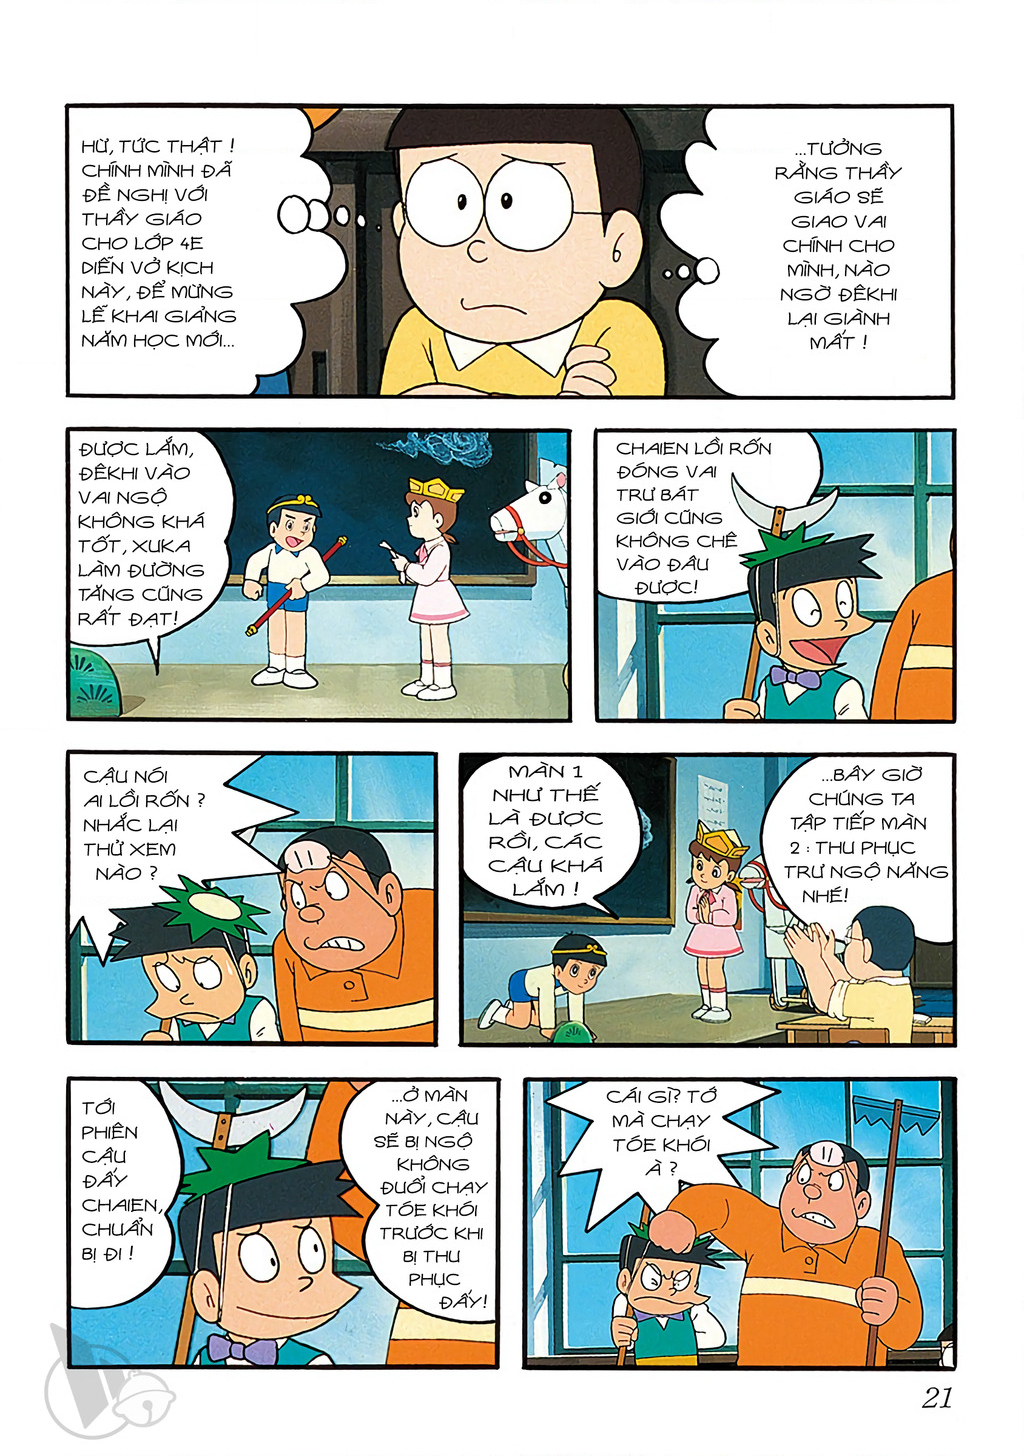 HỪ, TỨC THẬT !
CHÍNH MÌNH ĐÃ
ĐỀ NGHỊ VỚI
THẦY GIÁO
CHO LỚP 4E
DIỄN VỞ KỊCH
NÀY, ĐỂ MỪNG
LỄ KHAI GIẢNG
NĂM HỌC MỚI...
...TƯỞNG
RẰNG THẦY
GIÁO SẼ
GIAO VAI
CHÍNH CHO
MÌNH, NÀO
NGỜ ĐÊKHI
LẠI GIÀNH
MẤT !
ĐƯỢC LẮM,
ĐÊKHI VÀO
VAI NGỘ
KHÔNG KHÁ
TỐT, XUKA
LÀM ĐƯỜNG
TĂNG CŨNG
RẤT ĐẠT!
CHAIEN LỒI RỐN
ĐÓNG VAI
TRƯ BÁT
GIỚI CŨNG
KHÔNG CHÊ
VÀO ĐÂU
ĐƯỢC!
CẬU NÓI
AI LỒI RỐN ?
NHẮC LẠI
THỬ XEM
NÀO ?
MÀN 1
NHƯ THẾ
LÀ ĐƯỢC
RỒI, CÁC
CẬU KHÁ
LẮM !
...BÂY GIỜ
CHÚNG TA
TẬP TIẾP MÀN
2 : THU PHỤC
TRƯ NGỘ NĂNG
NHÉ!
TỚI
PHIÊN
CẬU
ĐẤY
CHAIEN,
CHUẨN
BỊ ĐI !
...Ở MÀN
NÀY, CẬU
SẼ BỊ NGỘ
KHÔNG
ĐUỔI CHẠY
TÓE KHÓI
TRƯỚC KHI
BỊ THU
PHỤC
ĐẤY!
CÁI GÌ? TỚ
MÀ CHẠY
TÓE KHÓI
À ?
21